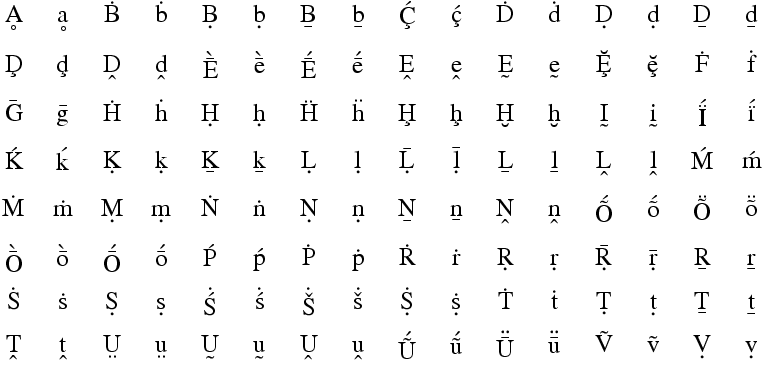 Ḁ ḁ Ḃ ḃ Ḅ ḅ Ḇ ḇ Ḉ ḉ Ḋ ḋ Ḍ ḍ Ḏ ḏ
Ḑ ḑ Ḓ ḓ Ḕ ḕ Ḗ ḗ Ḙ ḙ Ḛ ḛ Ḝ ḝ Ḟ ḟ
Ḡ ḡ Ḣ ḣ Ḥ ḥ Ḧ ḧ Ḩ ḩ Ḫ ḫ Ḭ ḭ Ḯ ḯ
Ḱ ḱ Ḳ ḳ Ḵ ḵ Ḷ ḷ Ḹ ḹ Ḻ ḻ Ḽ ḽ Ḿ ḿ
Ṁ ṁ Ṃ ṃ Ṅ ṅ Ṇ ṇ Ṉ ṉ Ṋ ṋ Ṍ ṍ Ṏ ṏ
Ṑ ṑ Ṓ ṓ Ṕ ṕ Ṗ ṗ Ṙ ṙ Ṛ ṛ Ṝ ṝ Ṟ ṟ
Ṡ ṡ Ṣ ṣ Ṥ ṥ Ṧ ṧ Ṩ ṩ Ṫ ṫ Ṭ ṭ Ṯ ṯ
Ṱ ṱ Ṳ ṳ Ṵ ṵ Ṷ ṷ Ṹ ṹ Ṻ ṻ Ṽ ṽ Ṿ ṿ